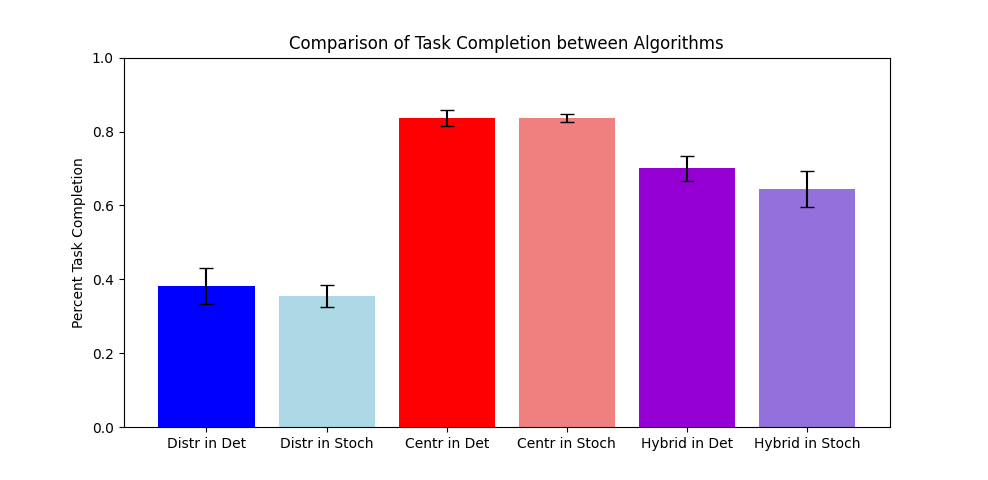 Comparison of Task Completion between Algorithms
1.0
0.8
0.6
0.4
0.2
0.0
Percent Task Completion
Distr in Det
Distr in Stoch
Centr in Det
Centr in Stoch
Hybrid in Det
Hybrid in Stoch